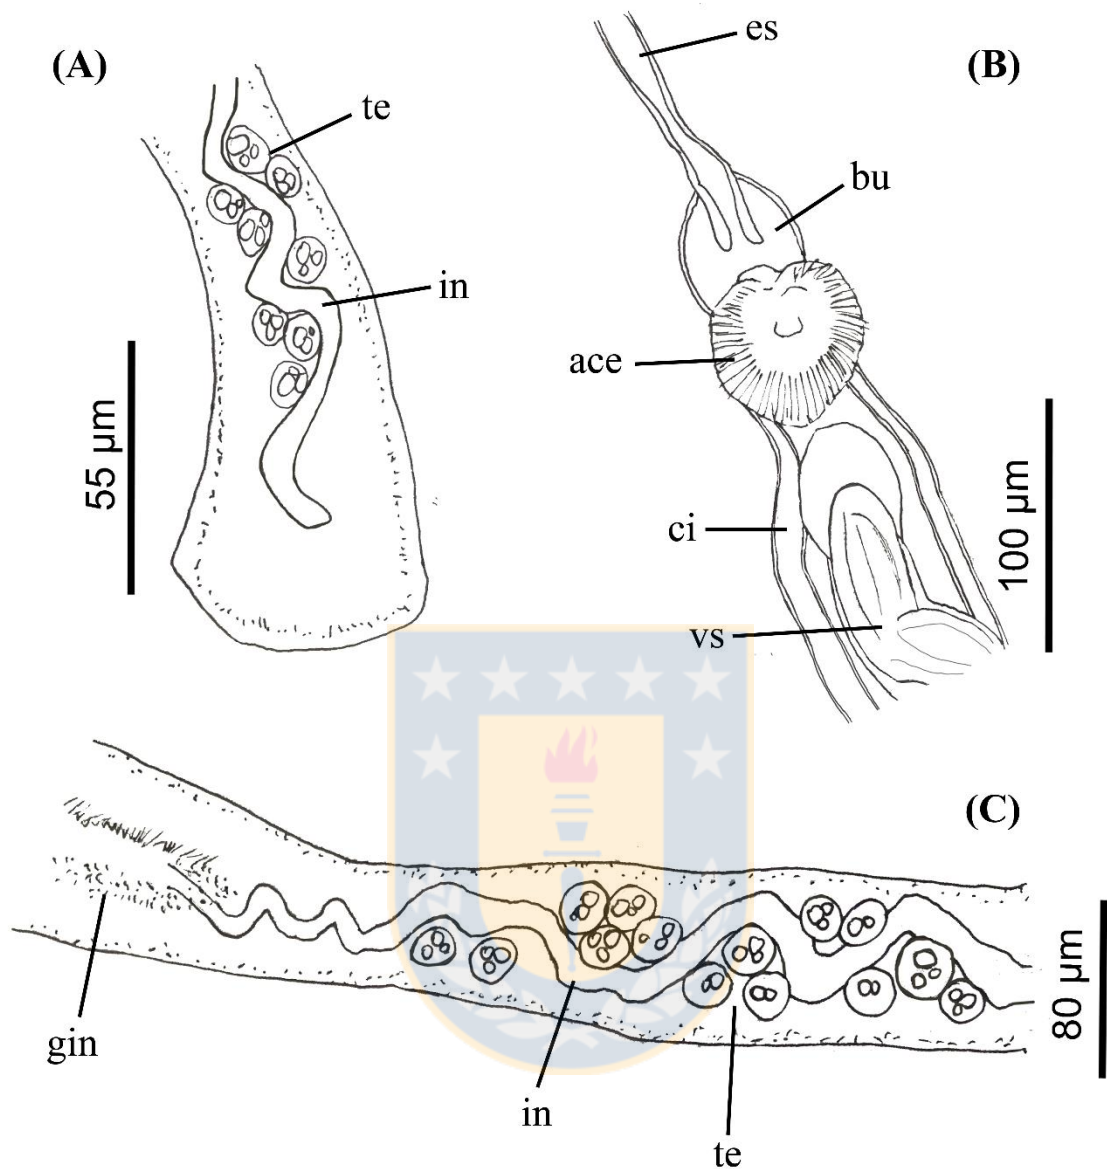 (A)
te
in
55 μm
es
(B)
bu
ace
ci
vs
100 μm
(C)
gin
in
te
80 μm